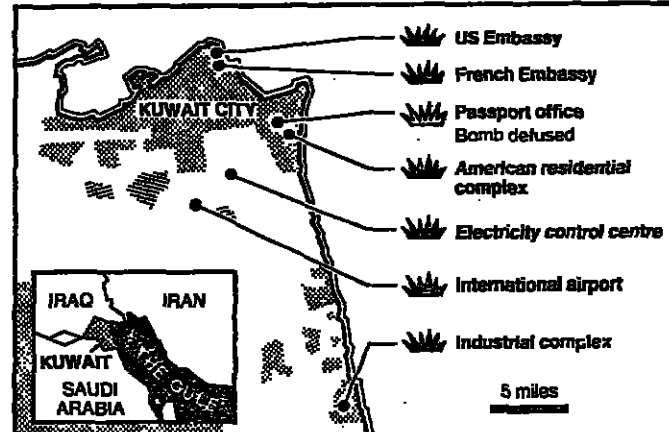 US Embassy
French Embassy
KUWAIT CITY
Passport office
Bomb defused
American residential
complex
Electricity control centre
International airport
Industrial complex
5 miles
IRAQ
IRAN
KUWAIT
THE GULF
SAUDI
ARABIA